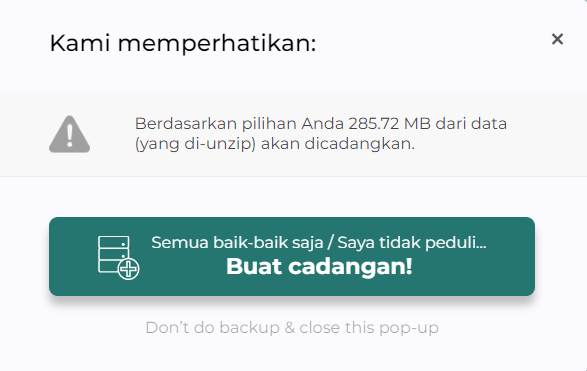 Kami memperhatikan:
×
Berdasarkan pilihan Anda 285.72 MB dari data
(yang di-unzip) akan dicadangkan.
Semua baik-baik saja / Saya tidak peduli...
Buat cadangan!
Don't do backup & close this pop-up